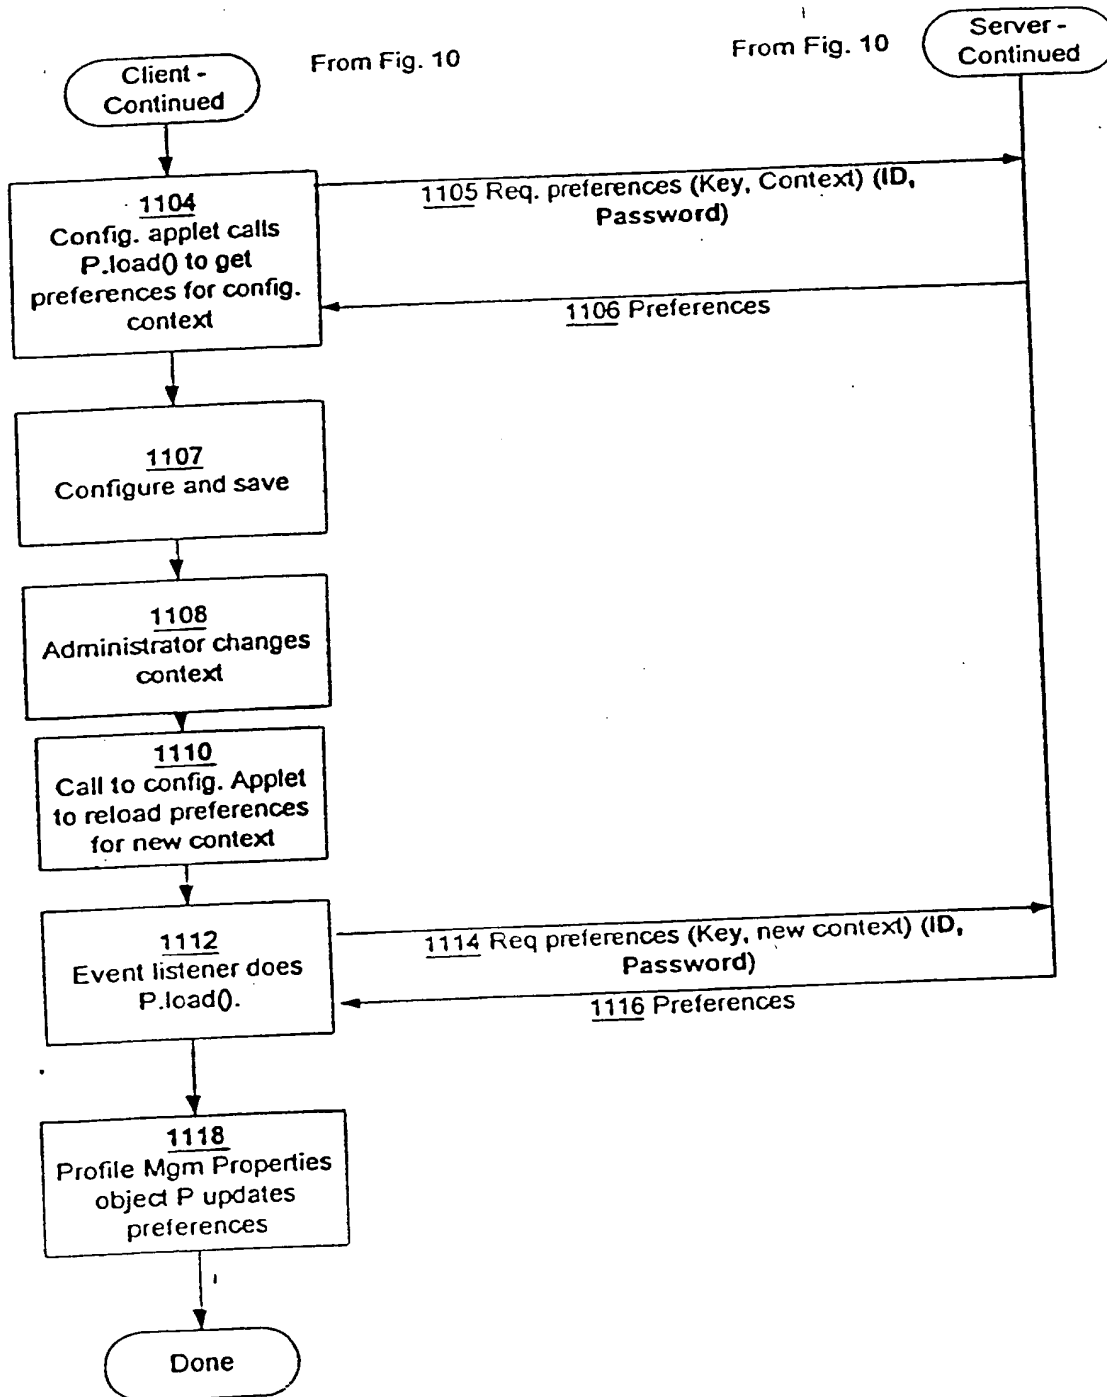 Client -
Continued
From Fig. 10
From Fig. 10
Server -
Continued
1104
Config. applet calls
P.load() to get
preferences for config.
context
1105 Req. preferences (Key, Context) (ID,
Password)
1106 Preferences
1107
Configure and save
1108
Administrator changes
context
1110
Call to config. Applet
to reload preferences
for new context
1112
Event listener does
P.load().
1114 Req preferences (Key, new context) (ID,
Password)
1116 Preferences
1118
Profile Mgm Properties
object P updates
preferences
Done